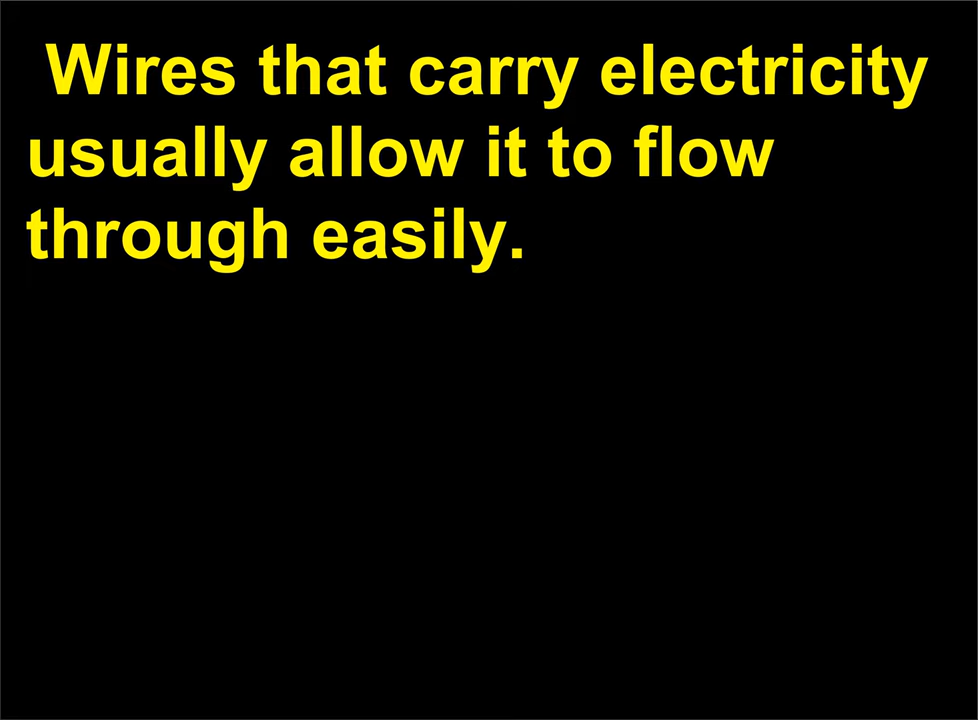 Wires that carry electricity
usually allow it to flow
through easily.